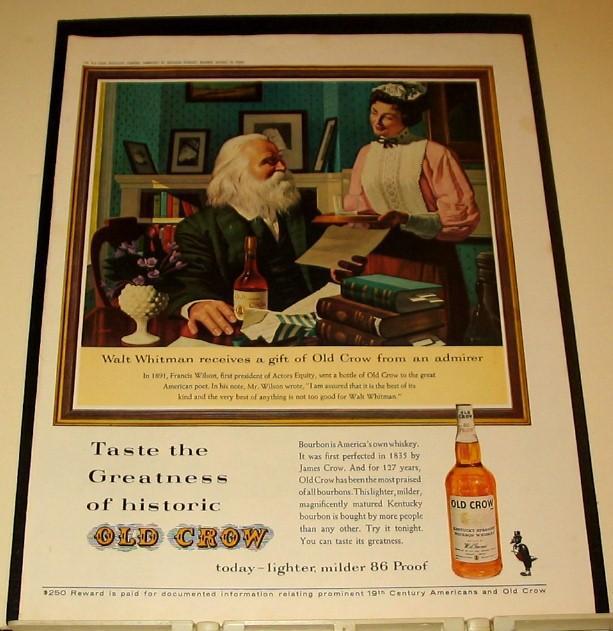 Walt Whitman receives a gift of Old Crow from an admirer
In 1891, Francis Wilson, first president of Actors Equity, sent a bottle of Old Crow to the great
American poet. In his note, Mr. Wilson wrote, "I am assured that it is the best of its
kind and the very best of anything is not too good for Walt Whitman."
Taste the
Greatness
of historic
OLD CROW
Bourbon is America's own whiskey.
It was first perfected in 1835 by
James Crow. And for 127 years,
Old Crow has been the most praised
of all bourbons. This lighter, milder,
magnificently matured Kentucky
bourbon is bought by more people
than any other. Try it tonight.
You can taste its greatness.
OLD CROW
86 PROOF
OLD CROW
KENTUCKY STRAIGHT
BOURBON WHISKEY
today–lighter, milder 86 Proof
$250 Reward is paid for documented information relating prominent 19th Century Americans and Old Crow